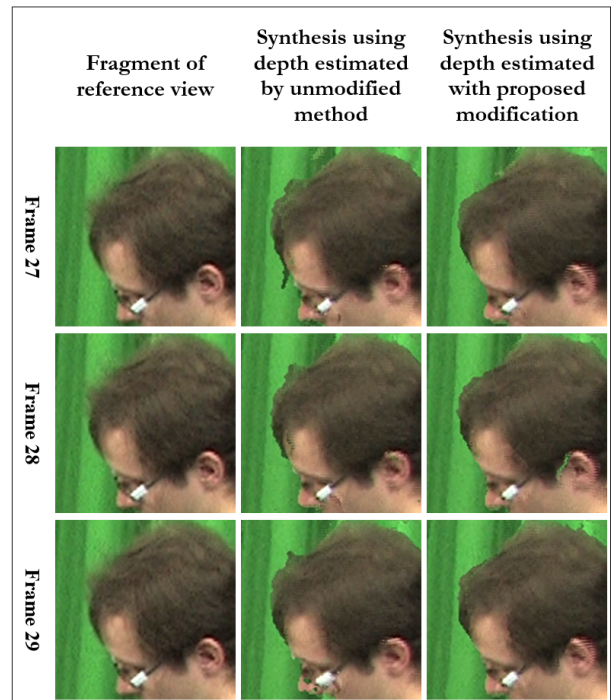 Fragment of
reference view
Synthesis using
depth estimated
by unmodified
method
Synthesis using
depth estimated
with proposed
modification
Frame 27
Frame 28
Frame 29